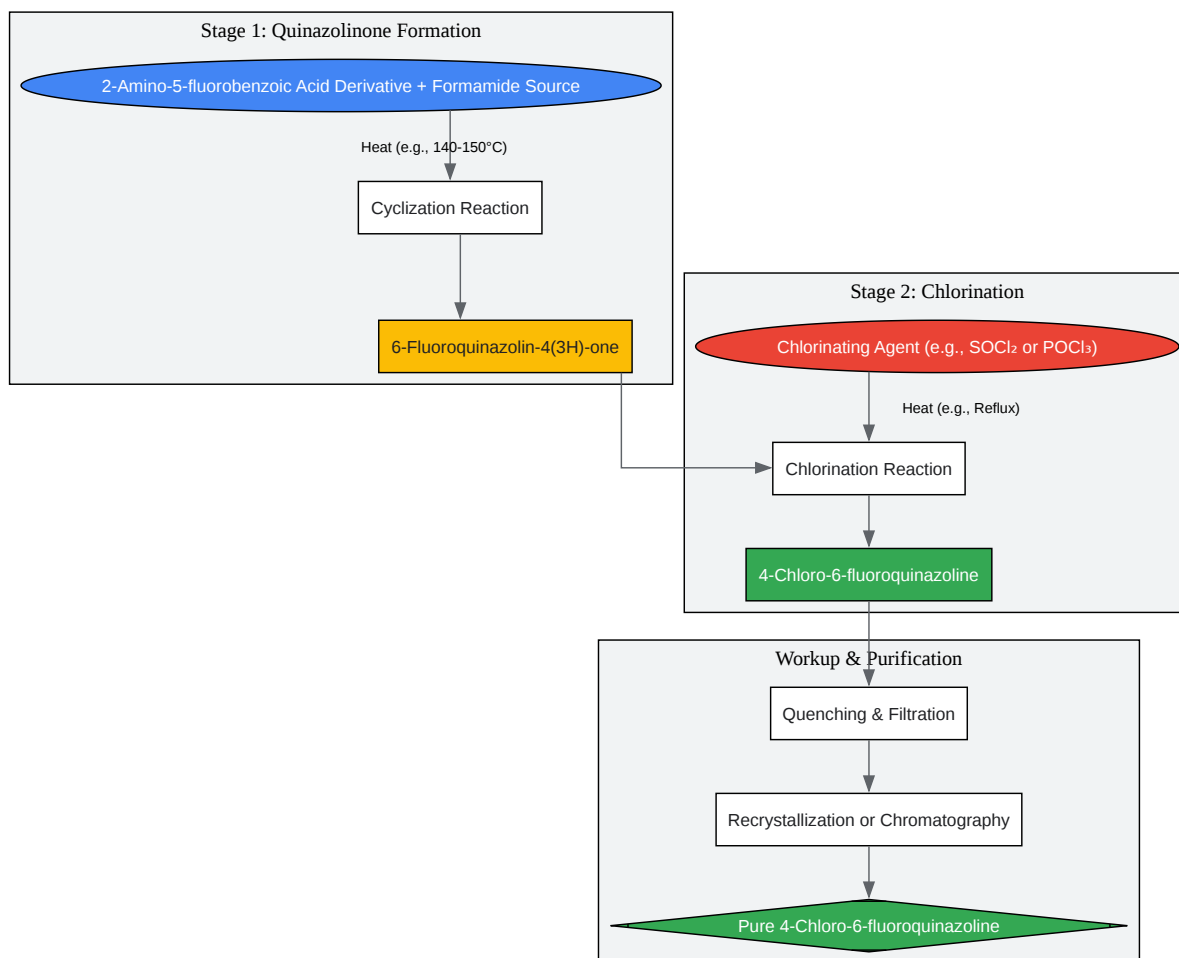 Stage 1: Quinazolinone Formation
2-Amino-5-fluorobenzoic Acid Derivative + Formamide Source
Heat (e.g., 140-150°C)
Cyclization Reaction
6-Fluoroquinazolin-4(3H)-one
Stage 2: Chlorination
Chlorinating Agent (e.g., SOCl₂ or POCl₃)
Heat (e.g., Reflux)
Chlorination Reaction
4-Chloro-6-fluoroquinazoline
Workup & Purification
Quenching & Filtration
Recrystallization or Chromatography
Pure 4-Chloro-6-fluoroquinazoline